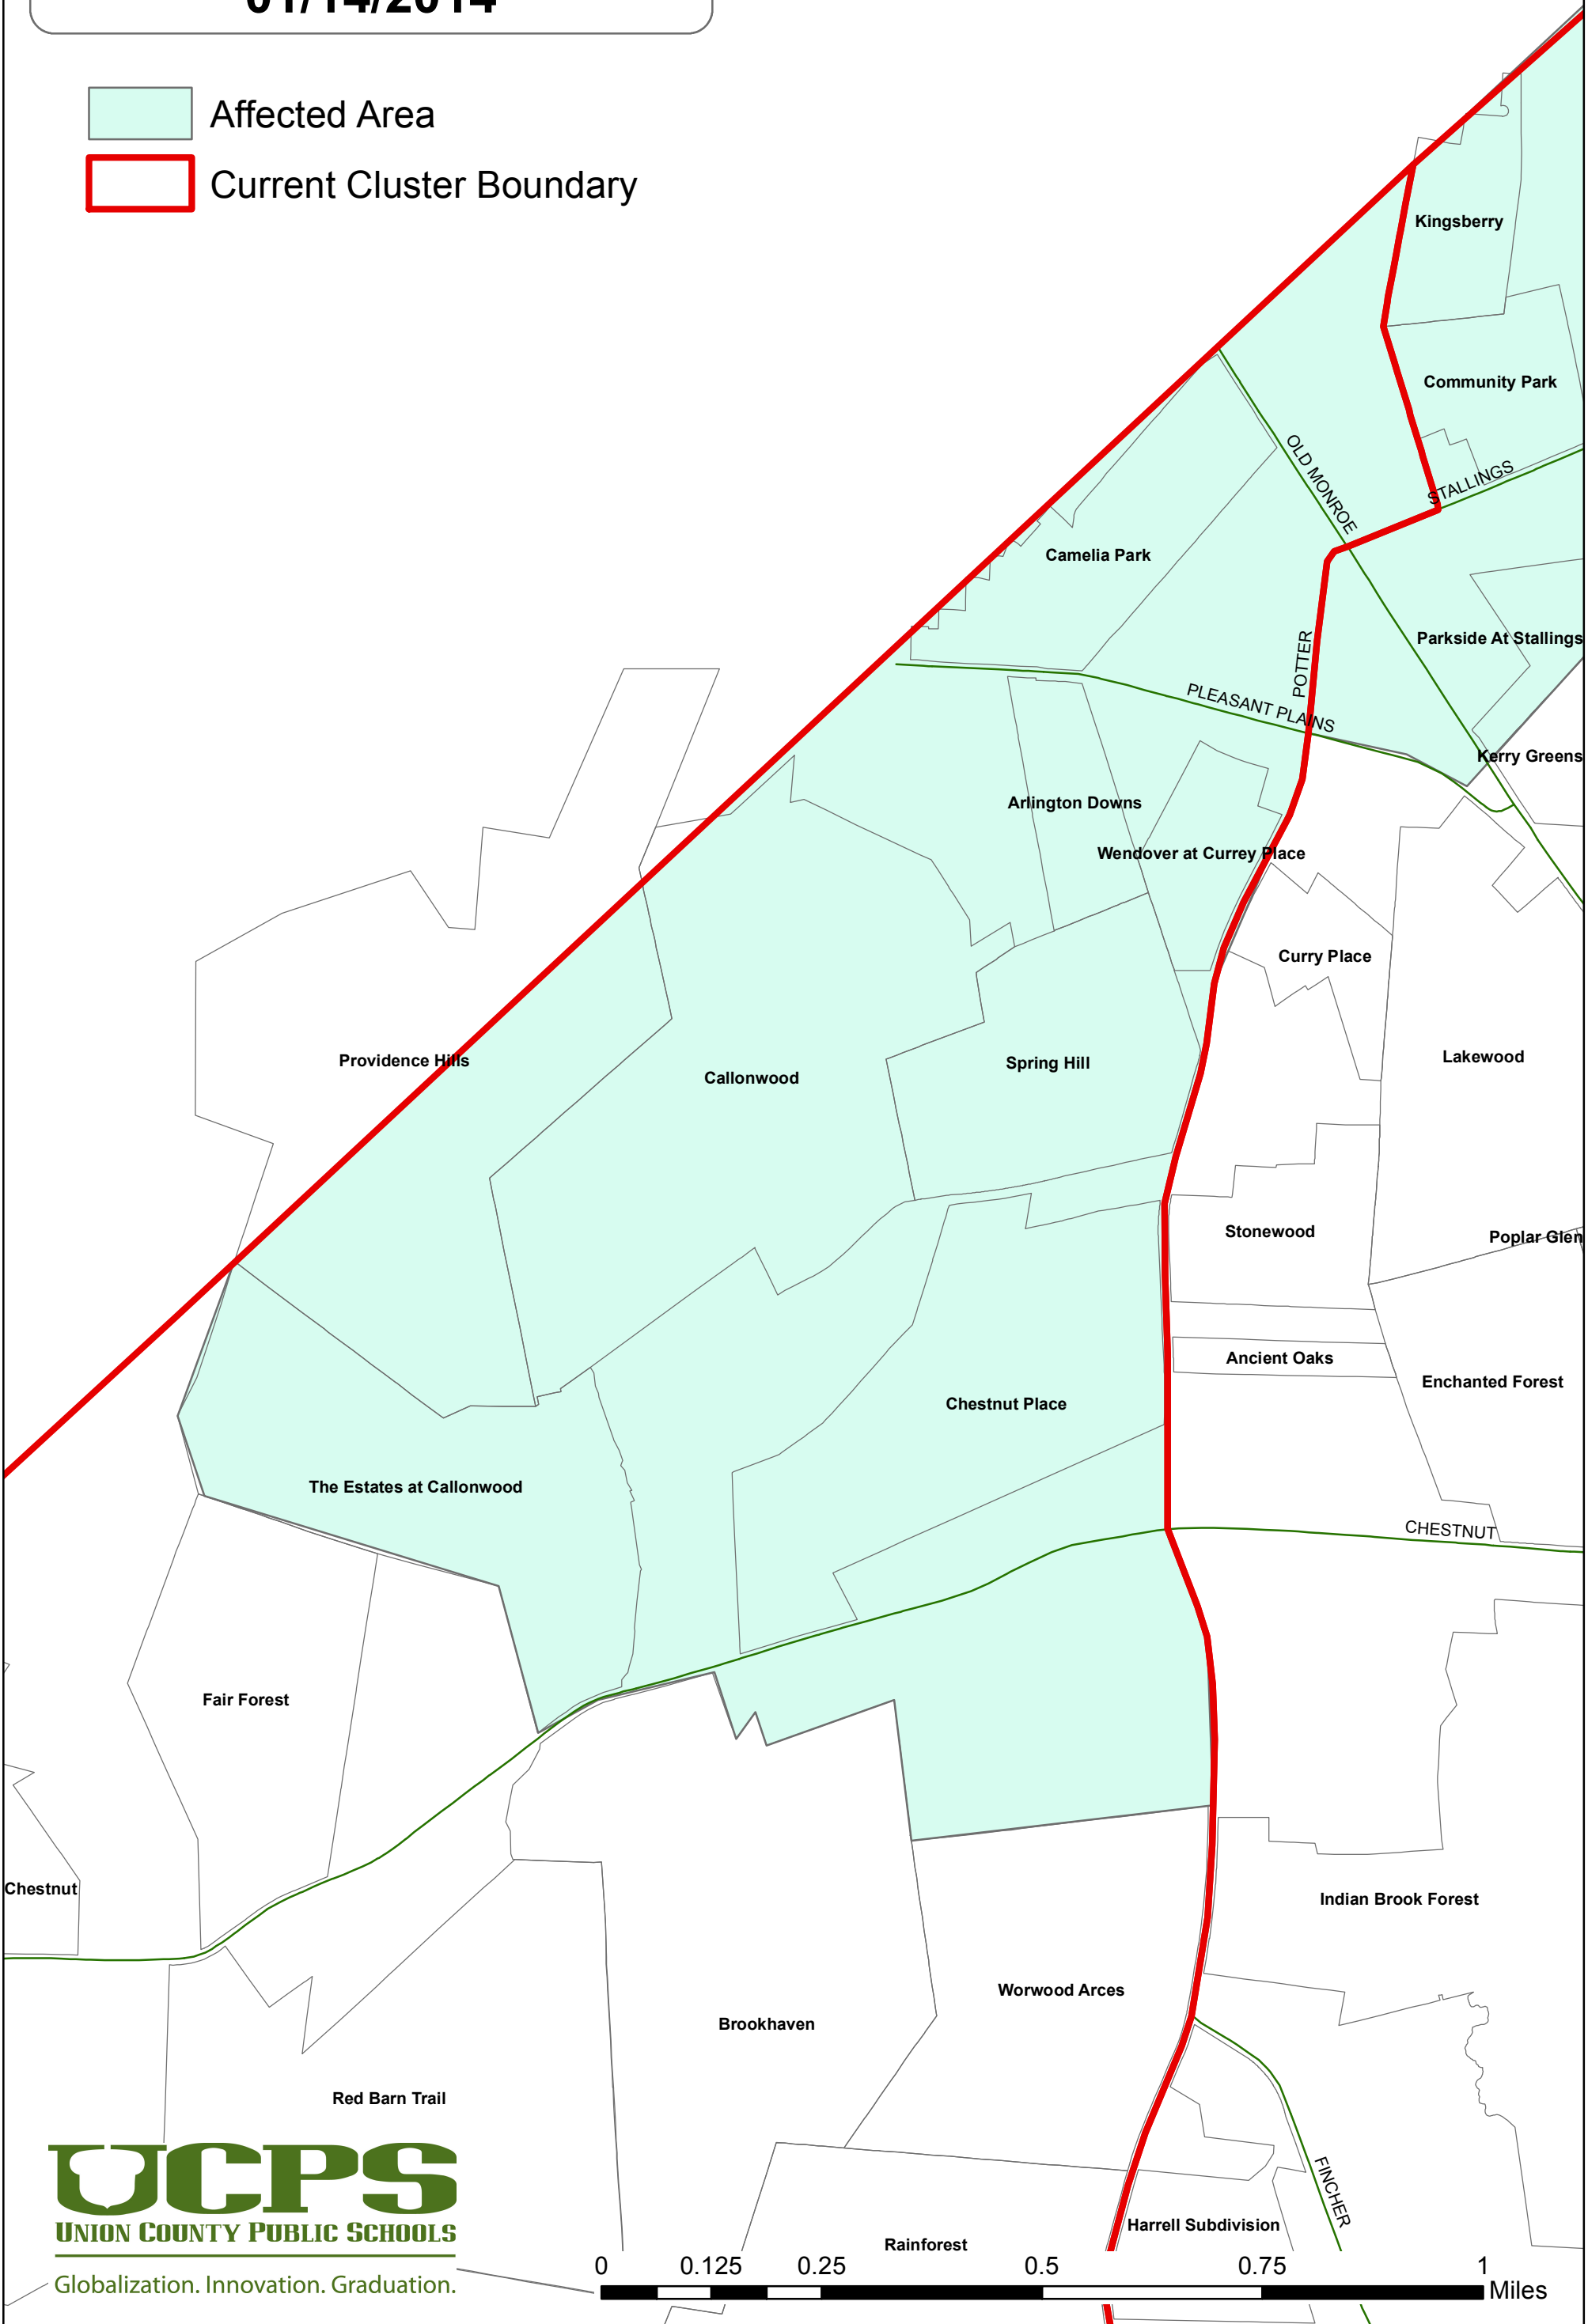 01/14/2014
Affected Area
Current Cluster Boundary
Kingsberry
Community Park
OLD MONROE
STALLINGS
Camelia Park
Parkside At Stallings
POTTER
PLEASANT PLAINS
Kerry Greens
Arlington Downs
Wendover at Currey Place
Curry Place
Lakewood
Providence Hills
Spring Hill
Callonwood
Stonewood
Poplar Glen
Ancient Oaks
Enchanted Forest
Chestnut Place
The Estates at Callonwood
CHESTNUT
Fair Forest
Chestnut
Indian Brook Forest
Worwood Arces
Brookhaven
Red Barn Trail
FINCHER
Harrell Subdivision
Rainforest
UCPS
UNION COUNTY PUBLIC SCHOOLS
Globalization. Innovation. Graduation.
0 0.125 0.25 0.5 0.75 1
Miles